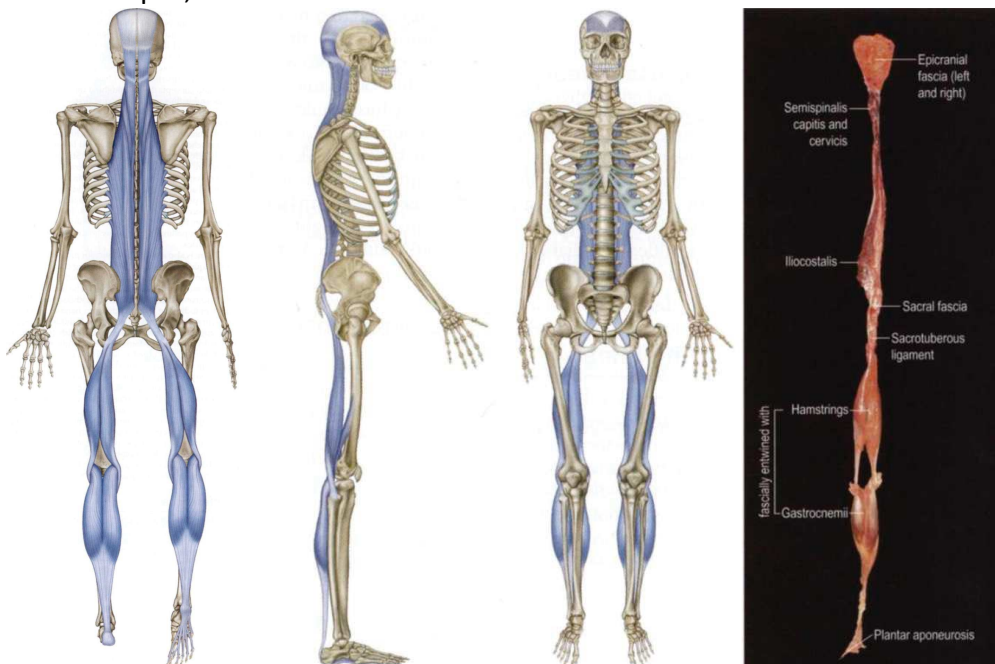 Epicranial
fascia (left
and right)
Semispinalis
capitis and
cervicis
Iliocostalis
Sacral fascia
Sacrotuberous
ligament
fascially entwined with
Hamstrings
Gastrocnemii
Plantar aponeurosis